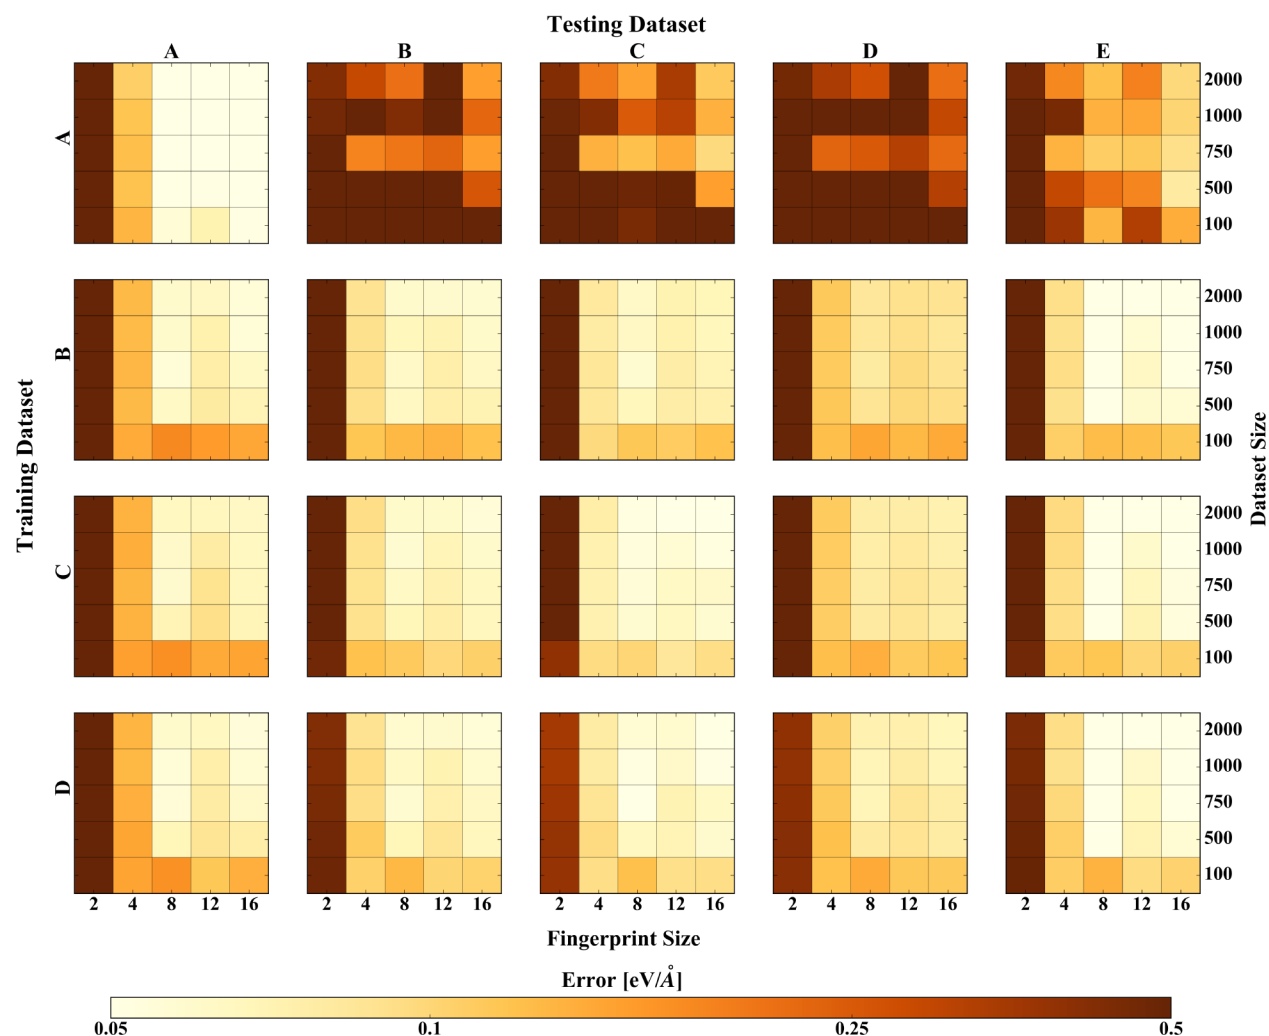 Testing Dataset
A B C D E
A
2000
1000
750
500
100
B
2000
1000
750
500
100
Training Dataset
Dataset Size
C
2000
1000
750
500
100
D
2000
1000
750
500
100
2 4 8 12 16 2 4 8 12 16 2 4 8 12 16 2 4 8 12 16 2 4 8 12 16
Fingerprint Size
Error [eV/Å]
0.05 0.1 0.25 0.5